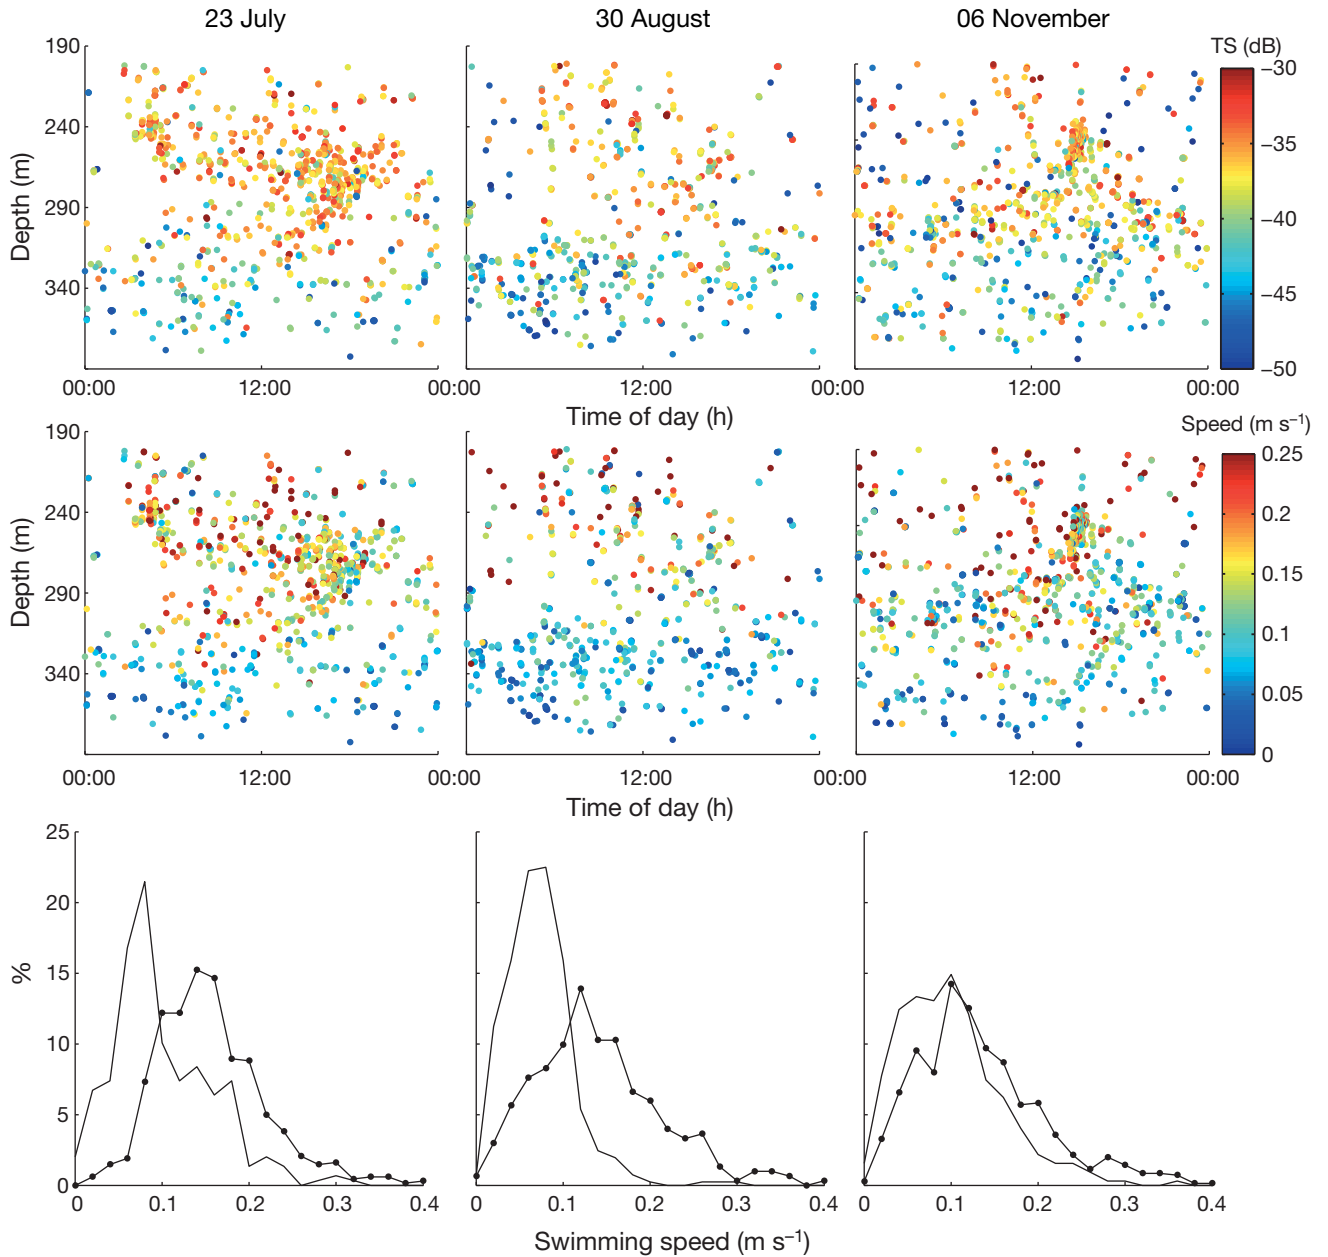 23 July 30 August 06 November
TS (dB)
190
240
290
340
Depth (m)
–30
–35
–40
–45
–50
00:00 12:00 00:00 12:00 00:00 12:00 00:00
Time of day (h)
Speed (m s–1)
190
240
290
340
Depth (m)
0.25
0.2
0.15
0.1
0.05
0
00:00 12:00 00:00 12:00 00:00 12:00 00:00
Time of day (h)
25
20
15
10
5
0
%
0 0.1 0.2 0.3 0.4 0 0.1 0.2 0.3 0.4 0 0.1 0.2 0.3 0.4
Swimming speed (m s–1)